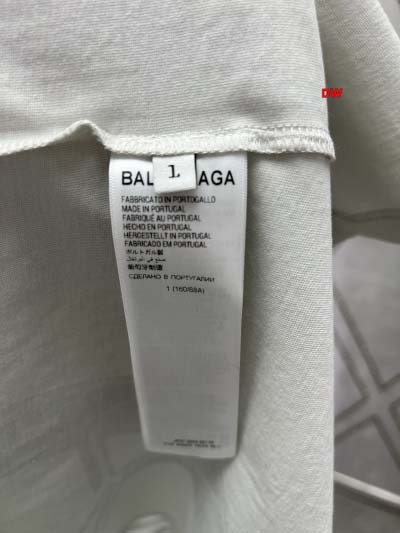 DW
BAL AGA
1
FABBRICATO IN PORTOGALLO
MADE IN PORTUGAL
FABRIQUÉ AU PORTUGAL
HECHO EN PORTUGAL
HERGESTELLT IN PORTUGAL
FABRICADO EM PORTUGAL
ポルトガル製
صنع في البرتغال
葡萄牙制造
СДЕЛАНО В ПОРТУГАЛИИ
1 (160/88A)